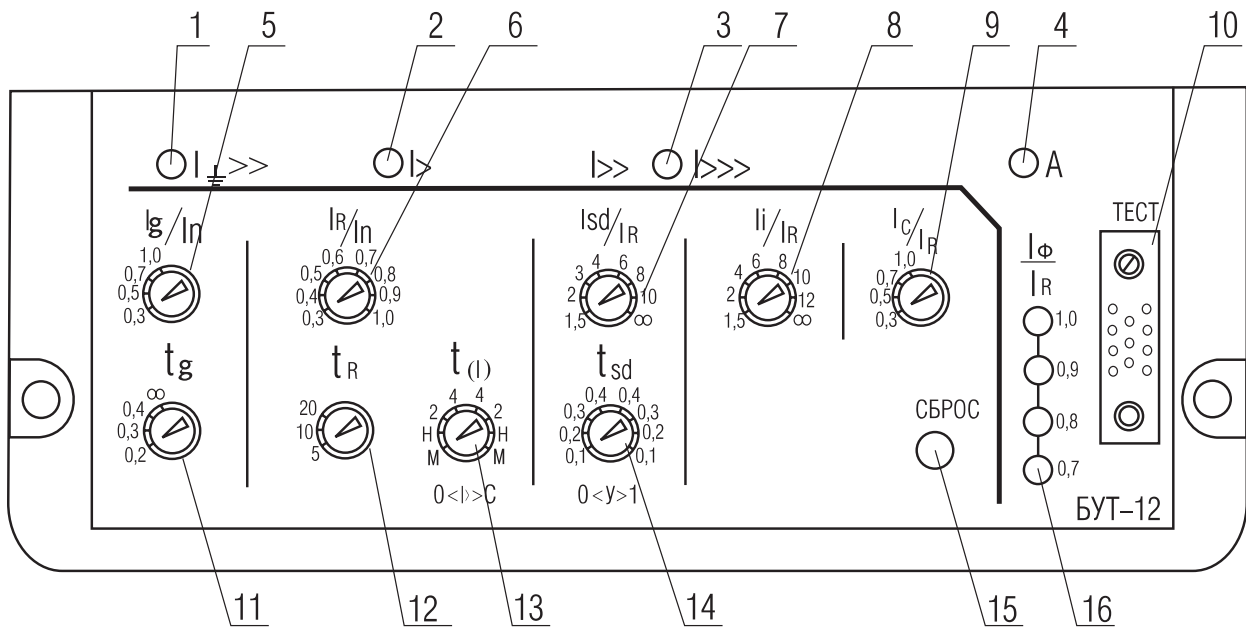 1 5 2 6 3 7 4 8 9 10
I >> I> I>> I>>> A
Ig/In IR/In Isd/IR Ii/IR IC/IR ТЕСТ
0,3 0,5 0,7 1,0
0,3 0,4 0,5 0,6 0,7 0,8 0,9 1,0
1,5 2 3 4 6 8 10 ∞
1,5 2 4 6 8 10 12 ∞
0,3 0,5 0,7 1,0
IФ/IR
1,0
0,9
0,8
0,7
tg tR t(I) tsd
0,2 0,3 0,4 ∞
5 10 20
М Н 2 4 4 2 Н М
0,1 0,2 0,3 0,4 0,4 0,3 0,2 0,1
0<I>>C 0<y>1
СБРОС
БУТ–12
11 12 13 14 15 16